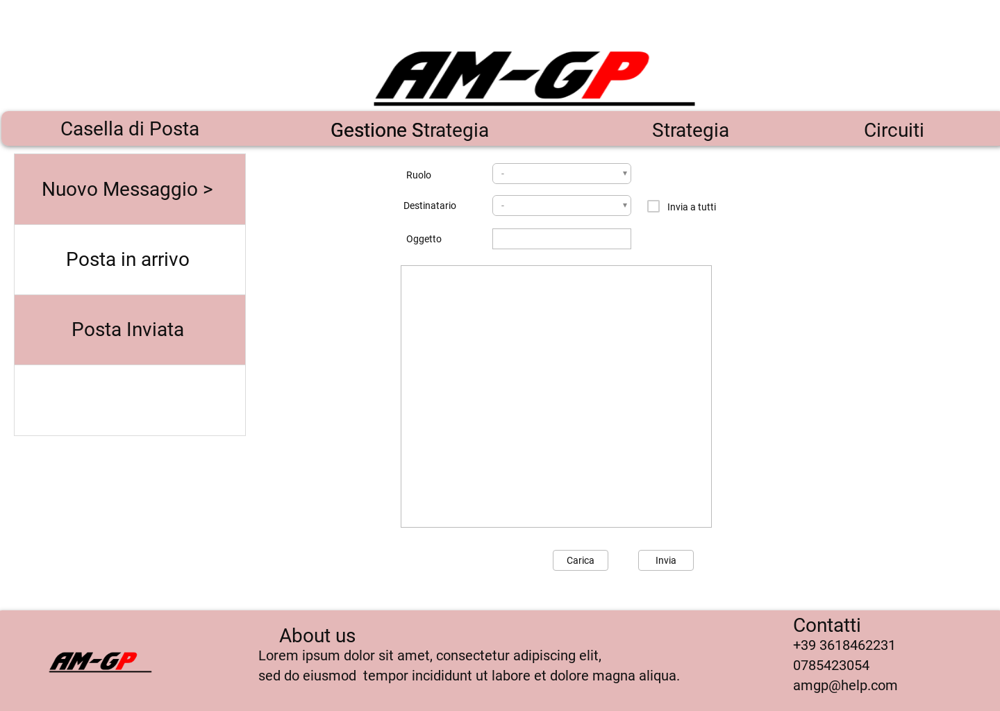 AM-GP
Casella di Posta
Gestione Strategia
Strategia
Circuiti
Nuovo Messaggio >
Posta in arrivo
Posta Inviata
Ruolo
-
Destinatario
-
Invia a tutti
Oggetto
Carica
Invia
AM-GP
About us
Lorem ipsum dolor sit amet, consectetur adipiscing elit,
sed do eiusmod  tempor incididunt ut labore et dolore magna aliqua.
Contatti
+39 3618462231
0785423054
amgp@help.com